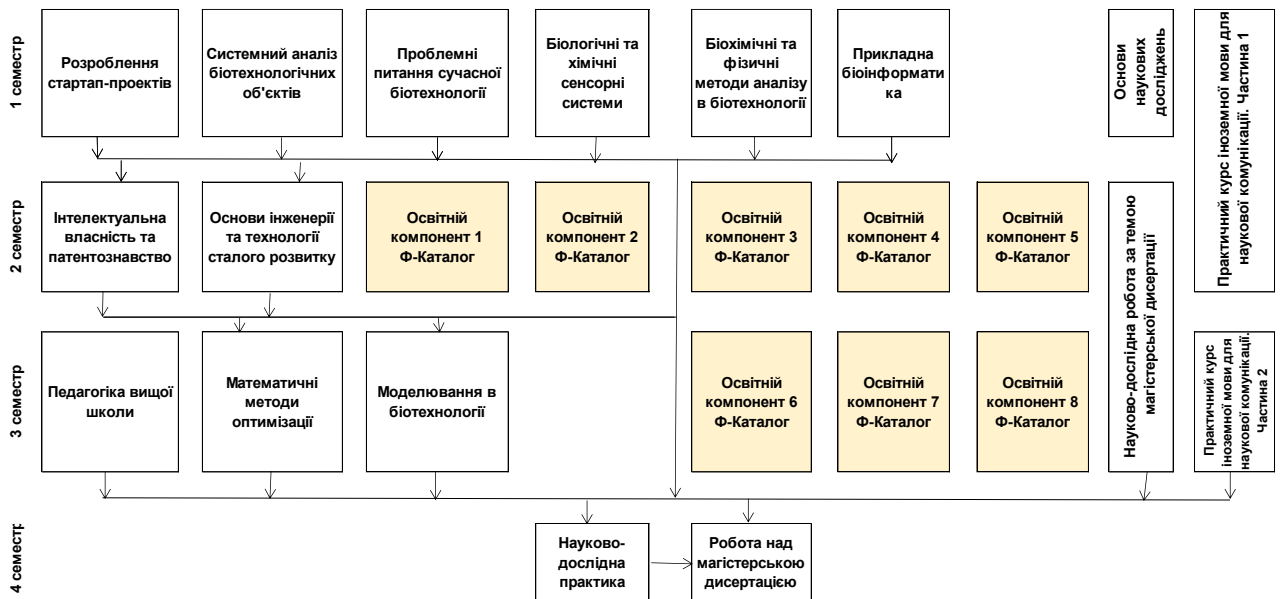 1 семестр
Розроблення
стартап-проектів
Системний аналіз
біотехнологічних
об'єктів
Проблемні
питання сучасної
біотехнології
Біологічні та
хімічні
сенсорні
системи
Біохімічні та
фізичні
методи аналізу
в біотехнології
Прикладна
біоінформати
ка
Основи
наукових
досліджень
Практичний курс іноземної мови для
наукової комунікації. Частина 1
2 семестр
Інтелектуальна
власність та
патентознавство
Основи інженерії
та технології
сталого розвитку
Освітній
компонент 1
Ф-Каталог
Освітній
компонент 2
Ф-Каталог
Освітній
компонент 3
Ф-Каталог
Освітній
компонент 4
Ф-Каталог
Освітній
компонент 5
Ф-Каталог
Науково-дослідна робота за темою
магістерської дисертації
3 семестр
Педагогіка вищої
школи
Математичні
методи
оптимізації
Моделювання в
біотехнології
Освітній
компонент 6
Ф-Каталог
Освітній
компонент 7
Ф-Каталог
Освітній
компонент 8
Ф-Каталог
Практичний курс
іноземної мови для
наукової комунікації.
Частина 2
4 семестр
Науково-
дослідна
практика
Робота над
магістерською
дисертацією